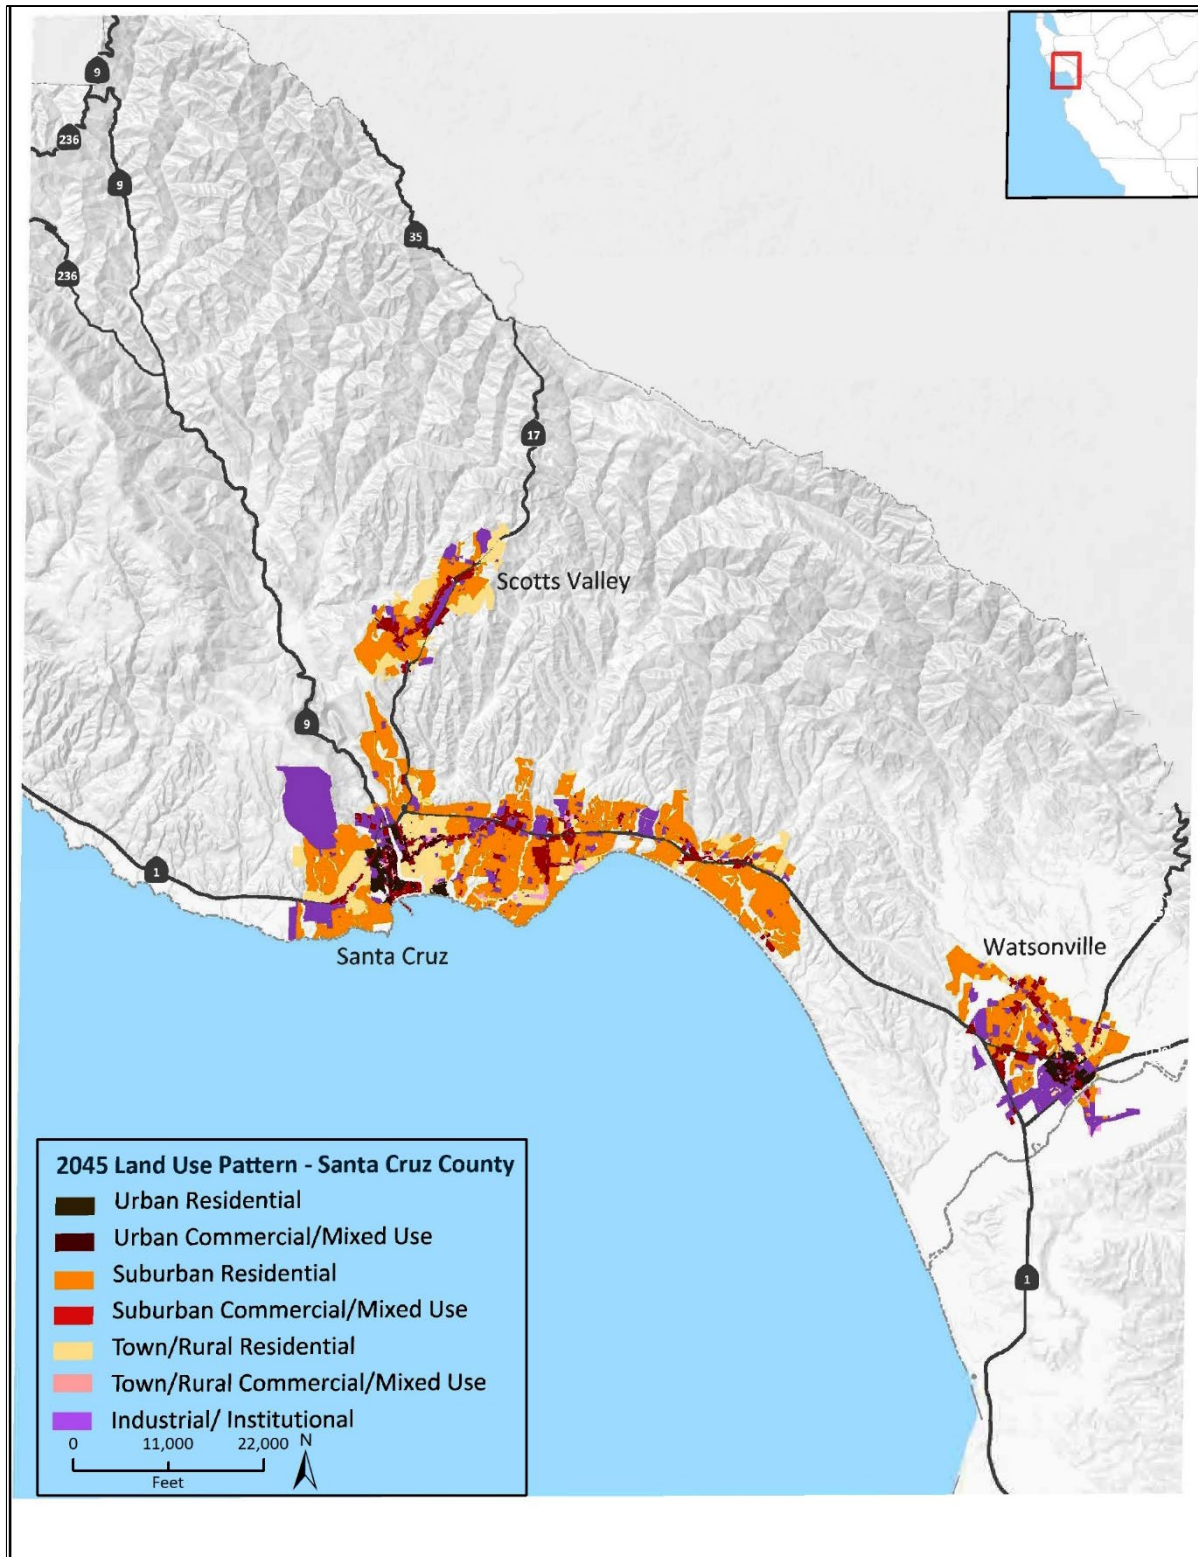 9
236
9
35
236
17
Scotts Valley
9
1
Santa Cruz
Watsonville
1
2045 Land Use Pattern - Santa Cruz County
Urban Residential
Urban Commercial/Mixed Use
Suburban Residential
Suburban Commercial/Mixed Use
Town/Rural Residential
Town/Rural Commercial/Mixed Use
Industrial/ Institutional
0 11,000 22,000 N
Feet